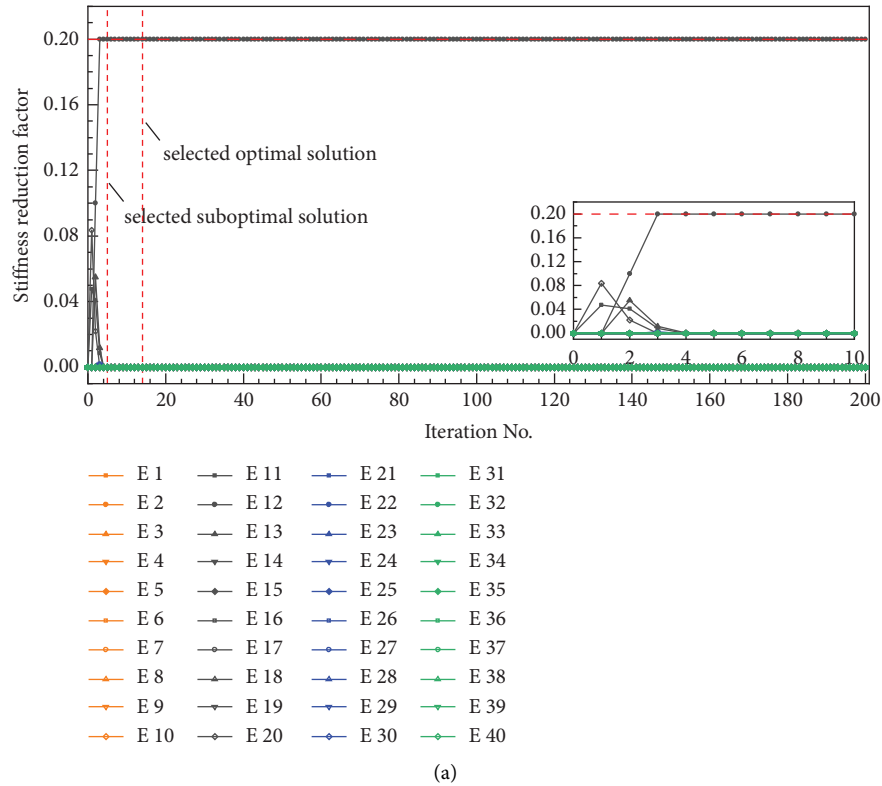 0.20
0.16
0.12
0.08
0.04
0.00
Stiffness reduction factor
selected optimal solution
selected suboptimal solution
0.20
0.16
0.12
0.08
0.04
0.00
0 2 4 6 8 10
0 20 40 60 80 100 120 140 160 180 200
Iteration No.
E 1 E 11 E 21 E 31
E 2 E 12 E 22 E 32
E 3 E 13 E 23 E 33
E 4 E 14 E 24 E 34
E 5 E 15 E 25 E 35
E 6 E 16 E 26 E 36
E 7 E 17 E 27 E 37
E 8 E 18 E 28 E 38
E 9 E 19 E 29 E 39
E 10 E 20 E 30 E 40
(a)